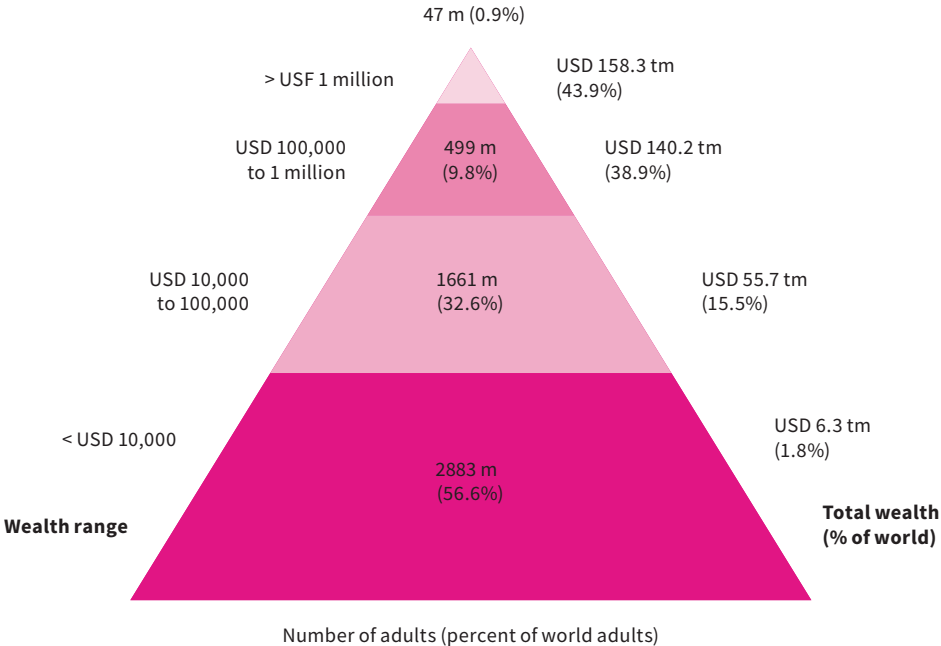 47 m (0.9%)
> USF 1 million
USD 158.3 tm
(43.9%)
USD 100,000
to 1 million
499 m
(9.8%)
USD 140.2 tm
(38.9%)
USD 10,000
to 100,000
1661 m
(32.6%)
USD 55.7 tm
(15.5%)
< USD 10,000
2883 m
(56.6%)
USD 6.3 tm
(1.8%)
Wealth range
Total wealth
(% of world)
Number of adults (percent of world adults)